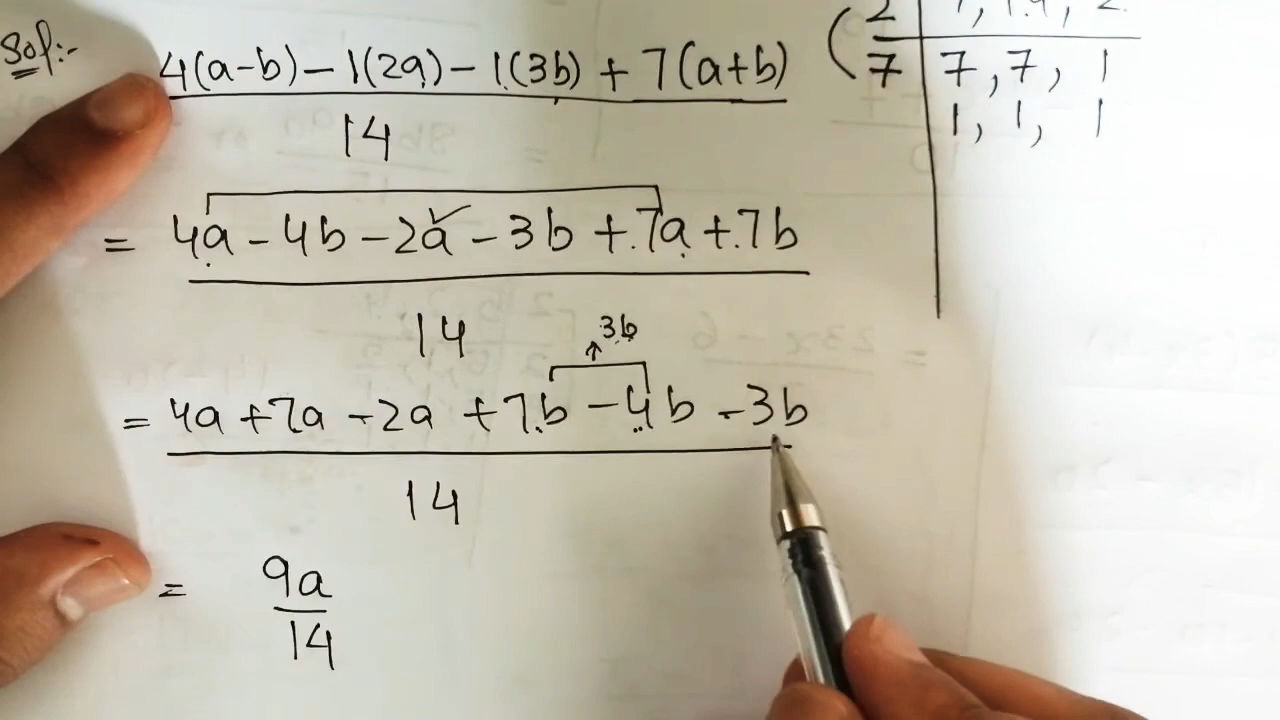 Sol:-
4(a-b) - 1(2a) - 1(3b) + 7(a+b)
14
7 | 7, 7, 1
1, 1, 1
= 4a - 4b - 2a - 3b + 7a + 7b
14
3b
= 4a + 7a - 2a + 7b - 4b - 3b
14
= 9a
14